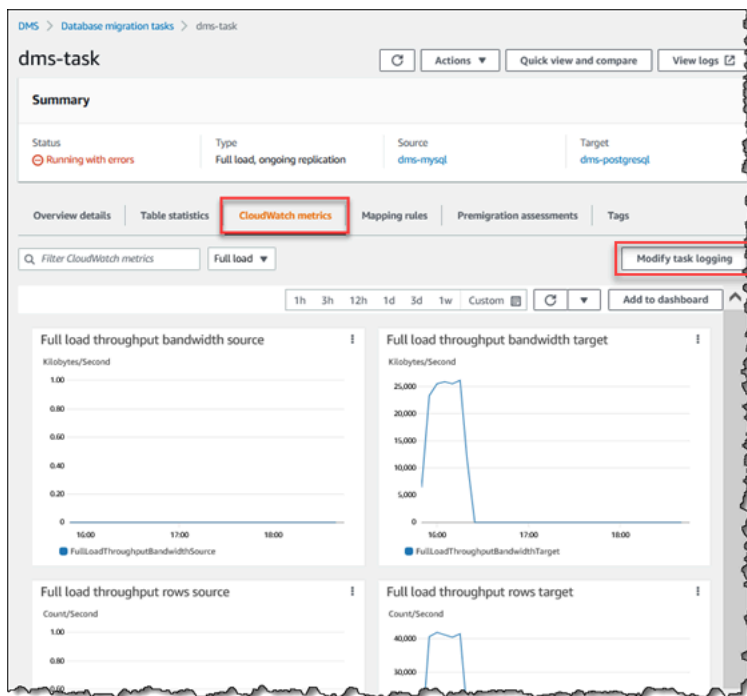 DMS > Database migration tasks > dms-task
dms-task
Actions ▼ Quick view and compare View logs
Summary
Status Type Source Target
Running with errors Full load, ongoing replication dms-mysql dms-postgresql
Overview details Table statistics CloudWatch metrics Mapping rules Premigration assessments Tags
Filter CloudWatch metrics Full load ▼ Modify task logging
1h 3h 12h 1d 3d 1w Custom ▼ Add to dashboard
Full load throughput bandwidth source Full load throughput bandwidth target
Kilobytes/Second Kilobytes/Second
1.00 25,000
0.80 20,000
0.60 15,000
0.40 10,000
0.20 5,000
0 0
16:00 17:00 18:00 16:00 17:00 18:00
FullLoadThroughputBandwidthSource FullLoadThroughputBandwidthTarget
Full load throughput rows source Full load throughput rows target
Count/Second Count/Second
1.00 40,000
0.80 30,000
0.60